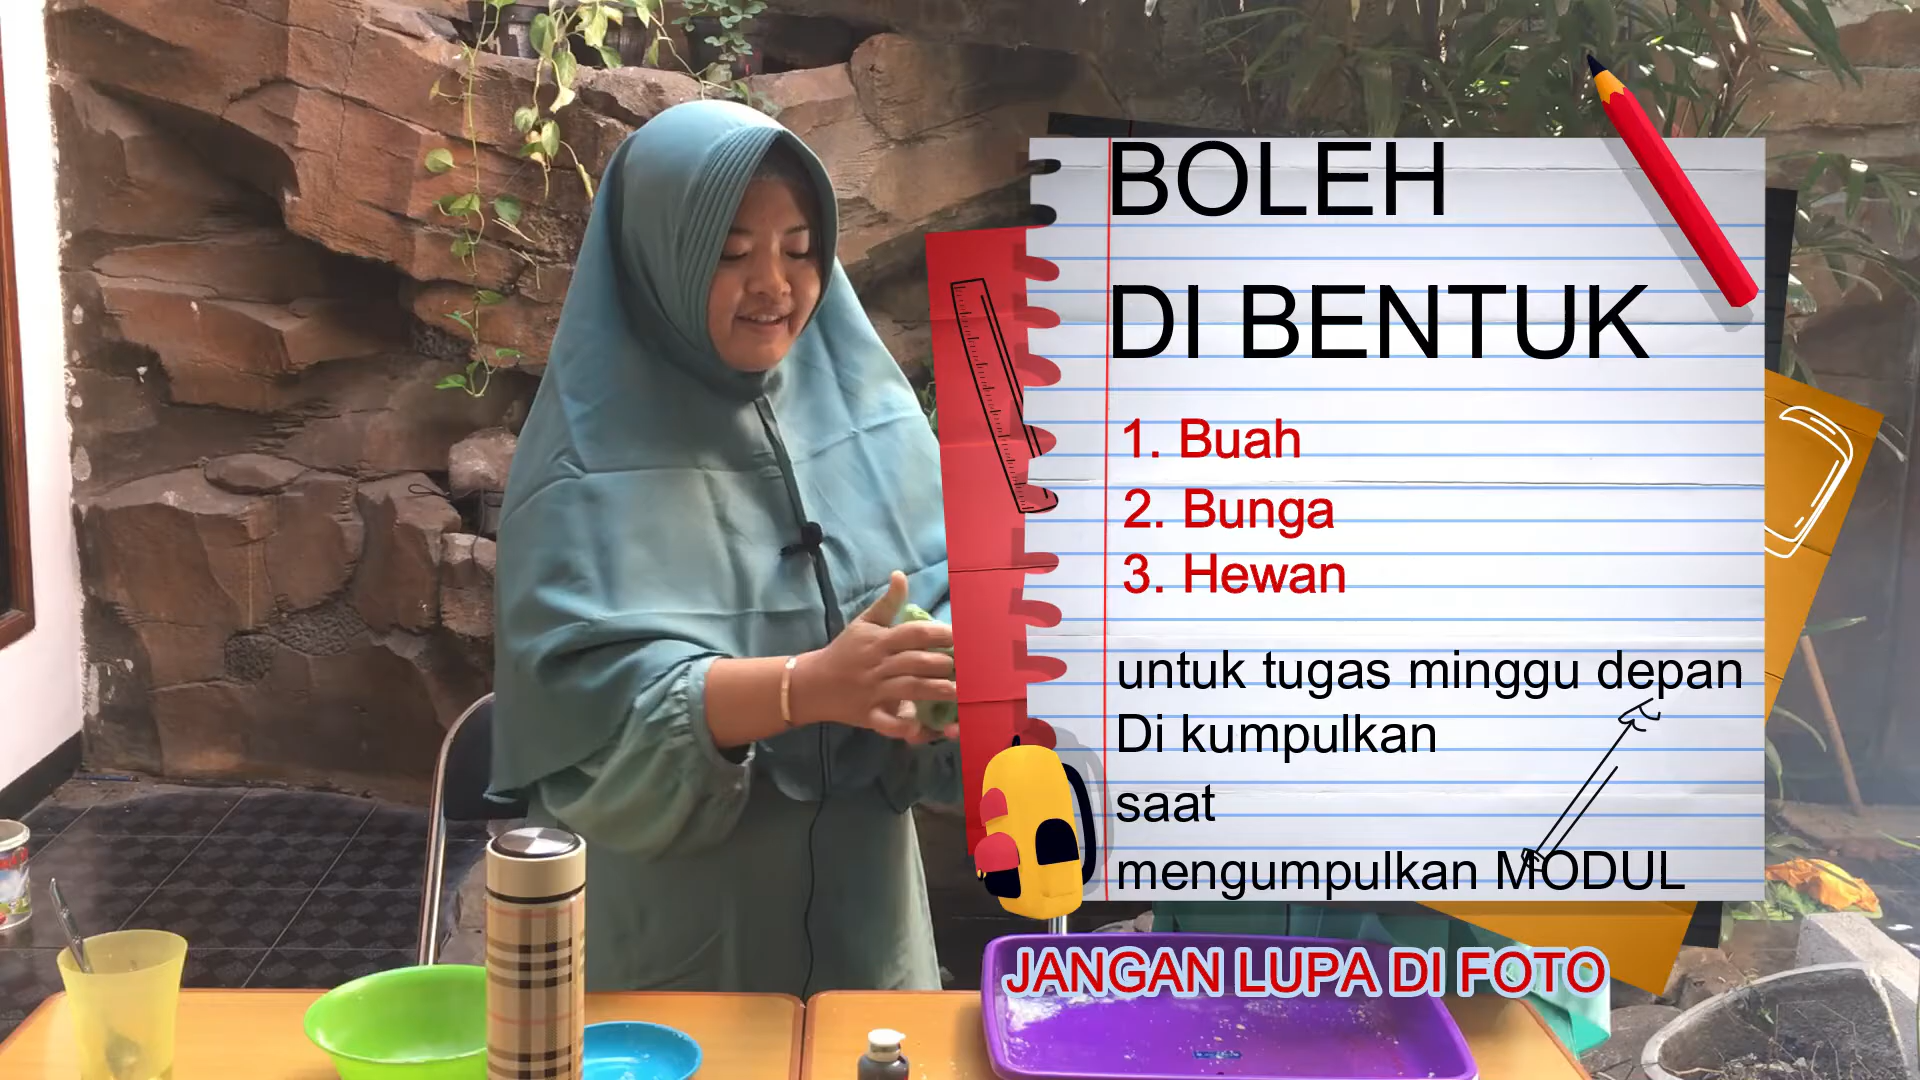 BOLEH
DI BENTUK
1. Buah
2. Bunga
3. Hewan
untuk tugas minggu depan
Di kumpulkan
saat
mengumpulkan MODUL
JANGAN LUPA DI FOTO